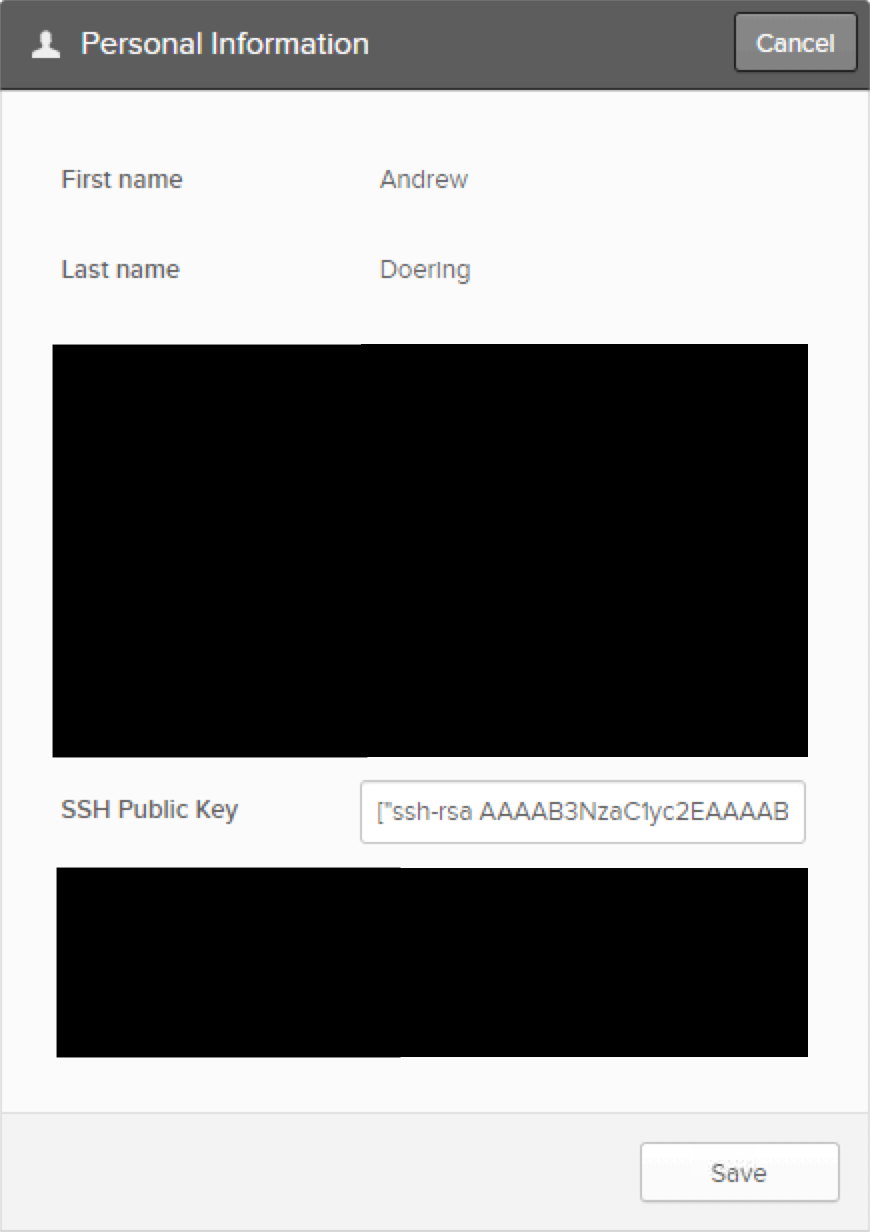 Personal Information
Cancel
First name Andrew
Last name Doering
SSH Public Key ["ssh-rsa AAAAB3NzaC1yc2EAAAAB
Save